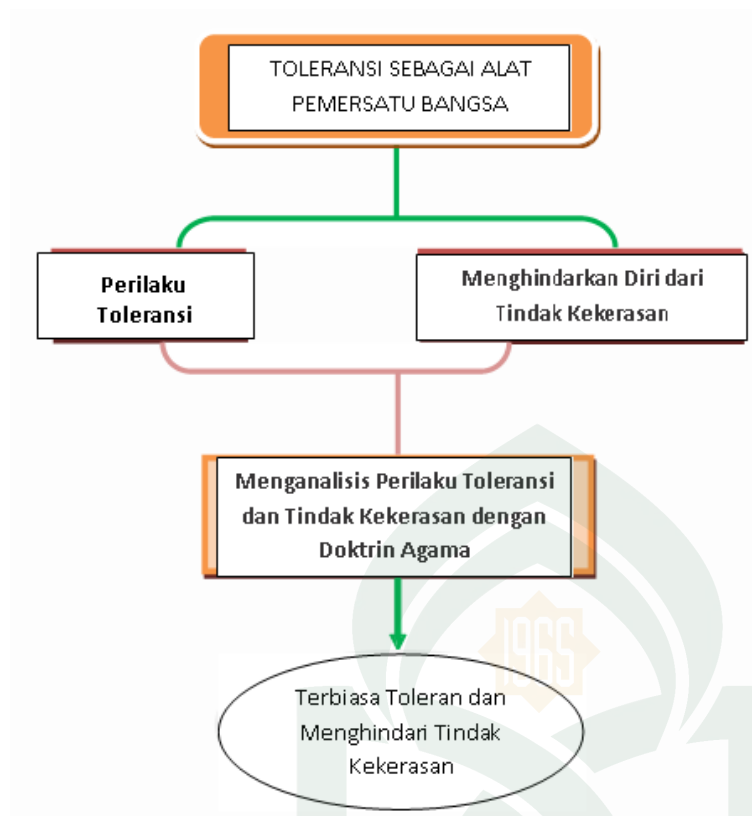 TOLERANSI SEBAGAI ALAT
PEMERSATU BANGSA
Perilaku
Toleransi
Menghindarkan Diri dari
Tindak Kekerasan
Menganalisis Perilaku Toleransi
dan Tindak Kekerasan dengan
Doktrin Agama
1965
Terbiasa Toleran dan
Menghindari Tindak
Kekerasan